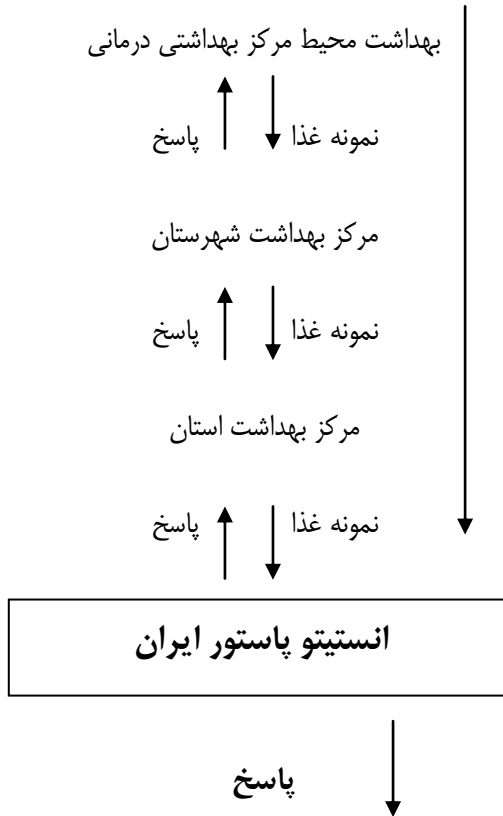 بهداشت محیط مرکز بهداشتی درمانی
نمونه غذا پاسخ
مرکز بهداشت شهرستان
نمونه غذا پاسخ
مرکز بهداشت استان
نمونه غذا پاسخ
انستیتو پاستور ایران
پاسخ